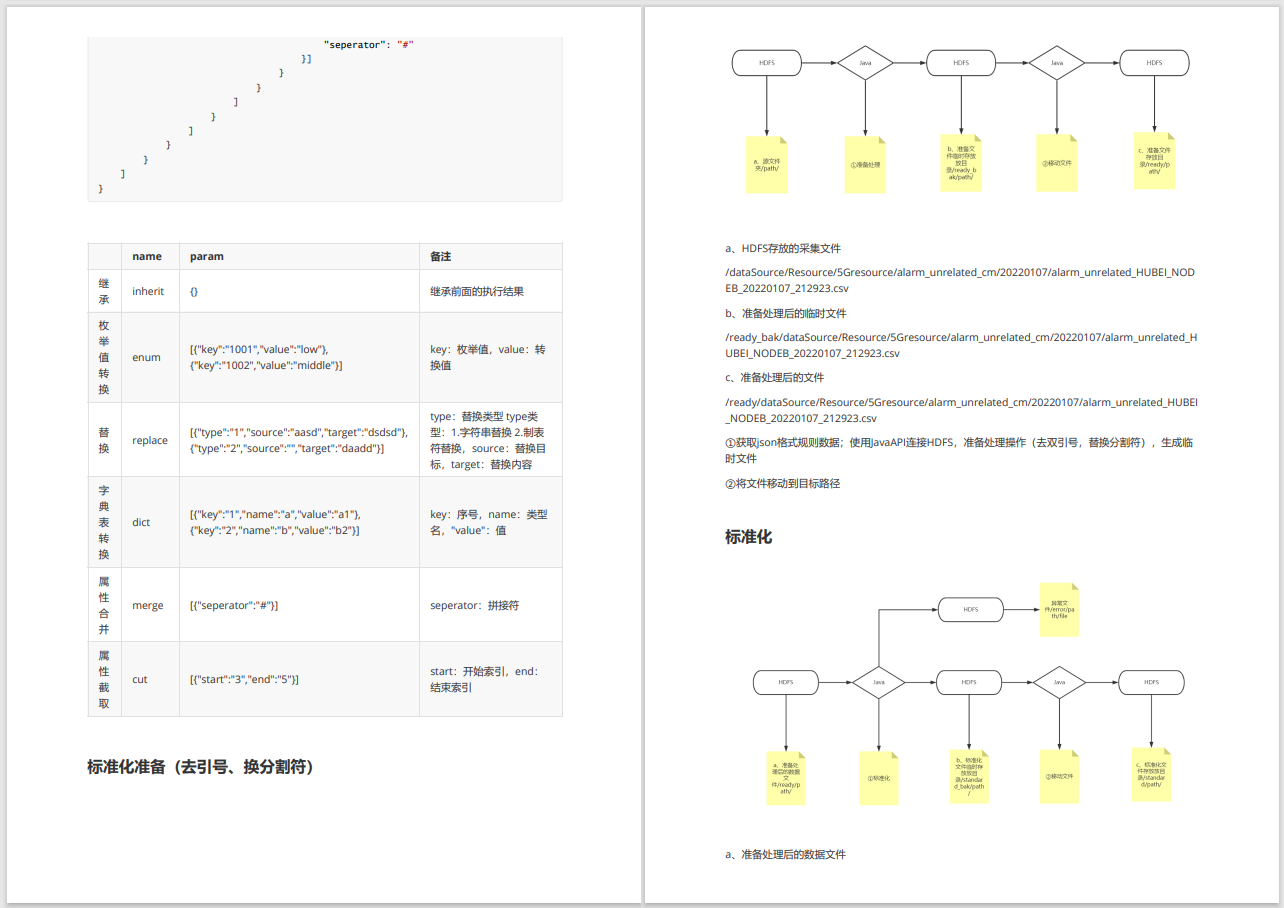 "seperator": "#"
}]
}
}
]
}
]
}
}
]
}
name param 备注
继
承
inherit {} 继承前面的执行结果
枚
举
值
转
换
enum
[{"key":"1001","value":"low"},
{"key":"1002","value":"middle"}]
key：枚举值，value：转
换值
替
换
replace
[{"type":"1","source":"aasd","target":"dsdsd"},
{"type":"2","source":"","target":"daadd"}]
type：替换类型 type类
型：1.字符串替换 2.制表
符替换，source：替换目
标，target：替换内容
字
典
表
转
换
dict
[{"key":"1","name":"a","value":"a1"},
{"key":"2","name":"b","value":"b2"}]
key：序号，name：类型
名，"value"：值
属
性
合
并
merge [{"seperator":"#"}] seperator：拼接符
属
性
截
取
cut [{"start":"3","end":"5"}]
start：开始索引，end：
结束索引
标准化准备（去引号、换分割符）
HDFS Java HDFS Java HDFS
a、源文件
夹/path/
①准备处理
b、准备文
件临时存放
放目
录/ready_b
ak/path/
②移动文件
c、准备文件
存放目
录/ready/p
ath/
a、HDFS存放的采集文件
/dataSource/Resource/5Gresource/alarm_unrelated_cm/20220107/alarm_unrelated_HUBEI_NOD
EB_20220107_212923.csv
b、准备处理后的临时文件
/ready_bak/dataSource/Resource/5Gresource/alarm_unrelated_cm/20220107/alarm_unrelated_H
UBEI_NODEB_20220107_212923.csv
c、准备处理后的文件
/ready/dataSource/Resource/5Gresource/alarm_unrelated_cm/20220107/alarm_unrelated_HUBEI
_NODEB_20220107_212923.csv
①获取json格式规则数据；使用JavaAPI连接HDFS，准备处理操作（去双引号，替换分割符），生成临
时文件
②将文件移动到目标路径
标准化
HDFS
异常文
件/error/pa
th/file
HDFS Java HDFS Java HDFS
a、准备处
理后的数据
文
件/ready/p
ath/
①标准化
b、标准化
文件临时存
放放目
录/standar
d_bak/path
/
②移动文件
c、标准化文
件存放放目
录/standar
d/path/
a、准备处理后的数据文件